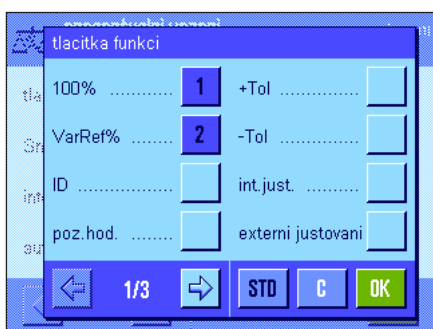 tlacitka funkci
100% ........... 1
+Tol ...............
VarRef% ....... 2
-Tol ...............
ID ................
int.just. ..........
poz.hod. ........
externi justovani
1/3
STD C OK